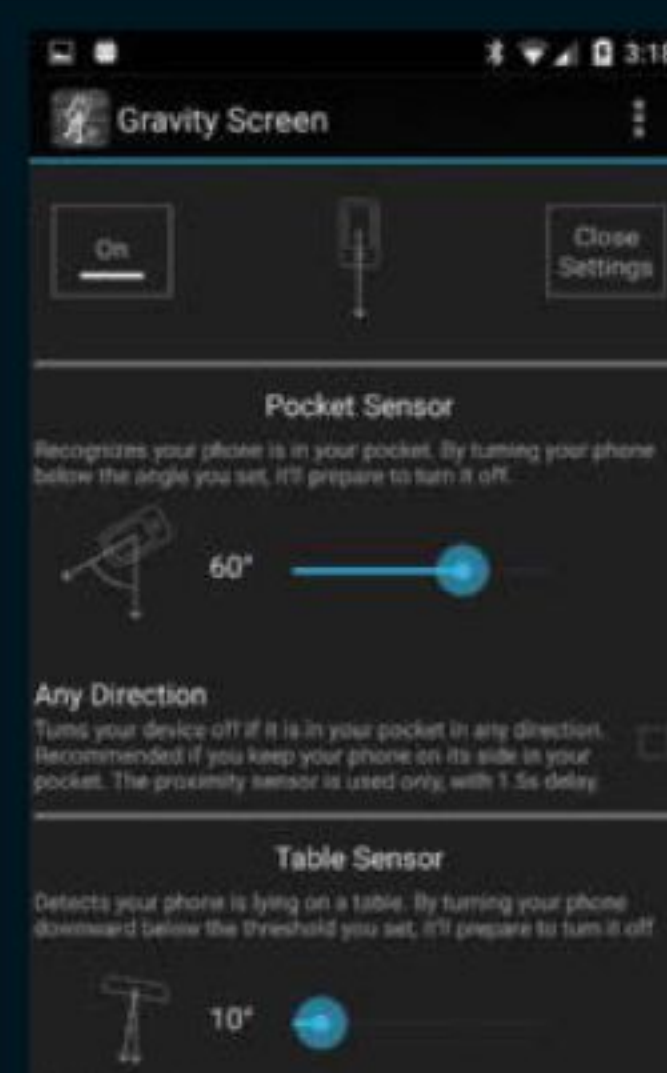 3:18
Gravity Screen
On
Close
Settings
Pocket Sensor
Recognizes your phone is in your pocket. By turning your phone
below the angle you set, it'll prepare to turn it off.
60°
Any Direction
Turns your device off if it is in your pocket in any direction.
Recommended if you keep your phone on its side in your
pocket. The proximity sensor is used only, with 1.5s delay.
Table Sensor
Detects your phone is lying on a table. By turning your phone
downward below the threshold you set, it'll prepare to turn it off
10°